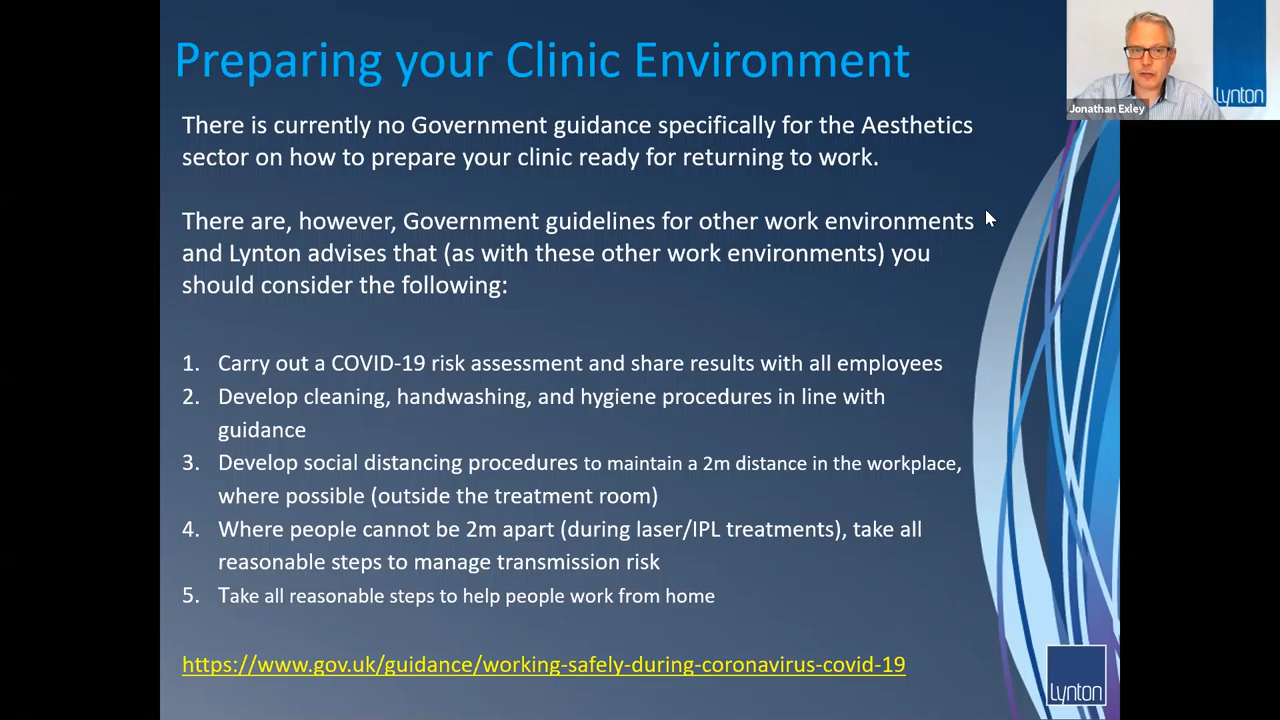 Preparing your Clinic Environment
Lynton
Jonathan Exley
There is currently no Government guidance specifically for the Aesthetics
sector on how to prepare your clinic ready for returning to work.
There are, however, Government guidelines for other work environments
and Lynton advises that (as with these other work environments) you
should consider the following:
1. Carry out a COVID-19 risk assessment and share results with all employees
2. Develop cleaning, handwashing, and hygiene procedures in line with
guidance
3. Develop social distancing procedures to maintain a 2m distance in the workplace,
where possible (outside the treatment room)
4. Where people cannot be 2m apart (during laser/IPL treatments), take all
reasonable steps to manage transmission risk
5. Take all reasonable steps to help people work from home
https://www.gov.uk/guidance/working-safely-during-coronavirus-covid-19
Lynton